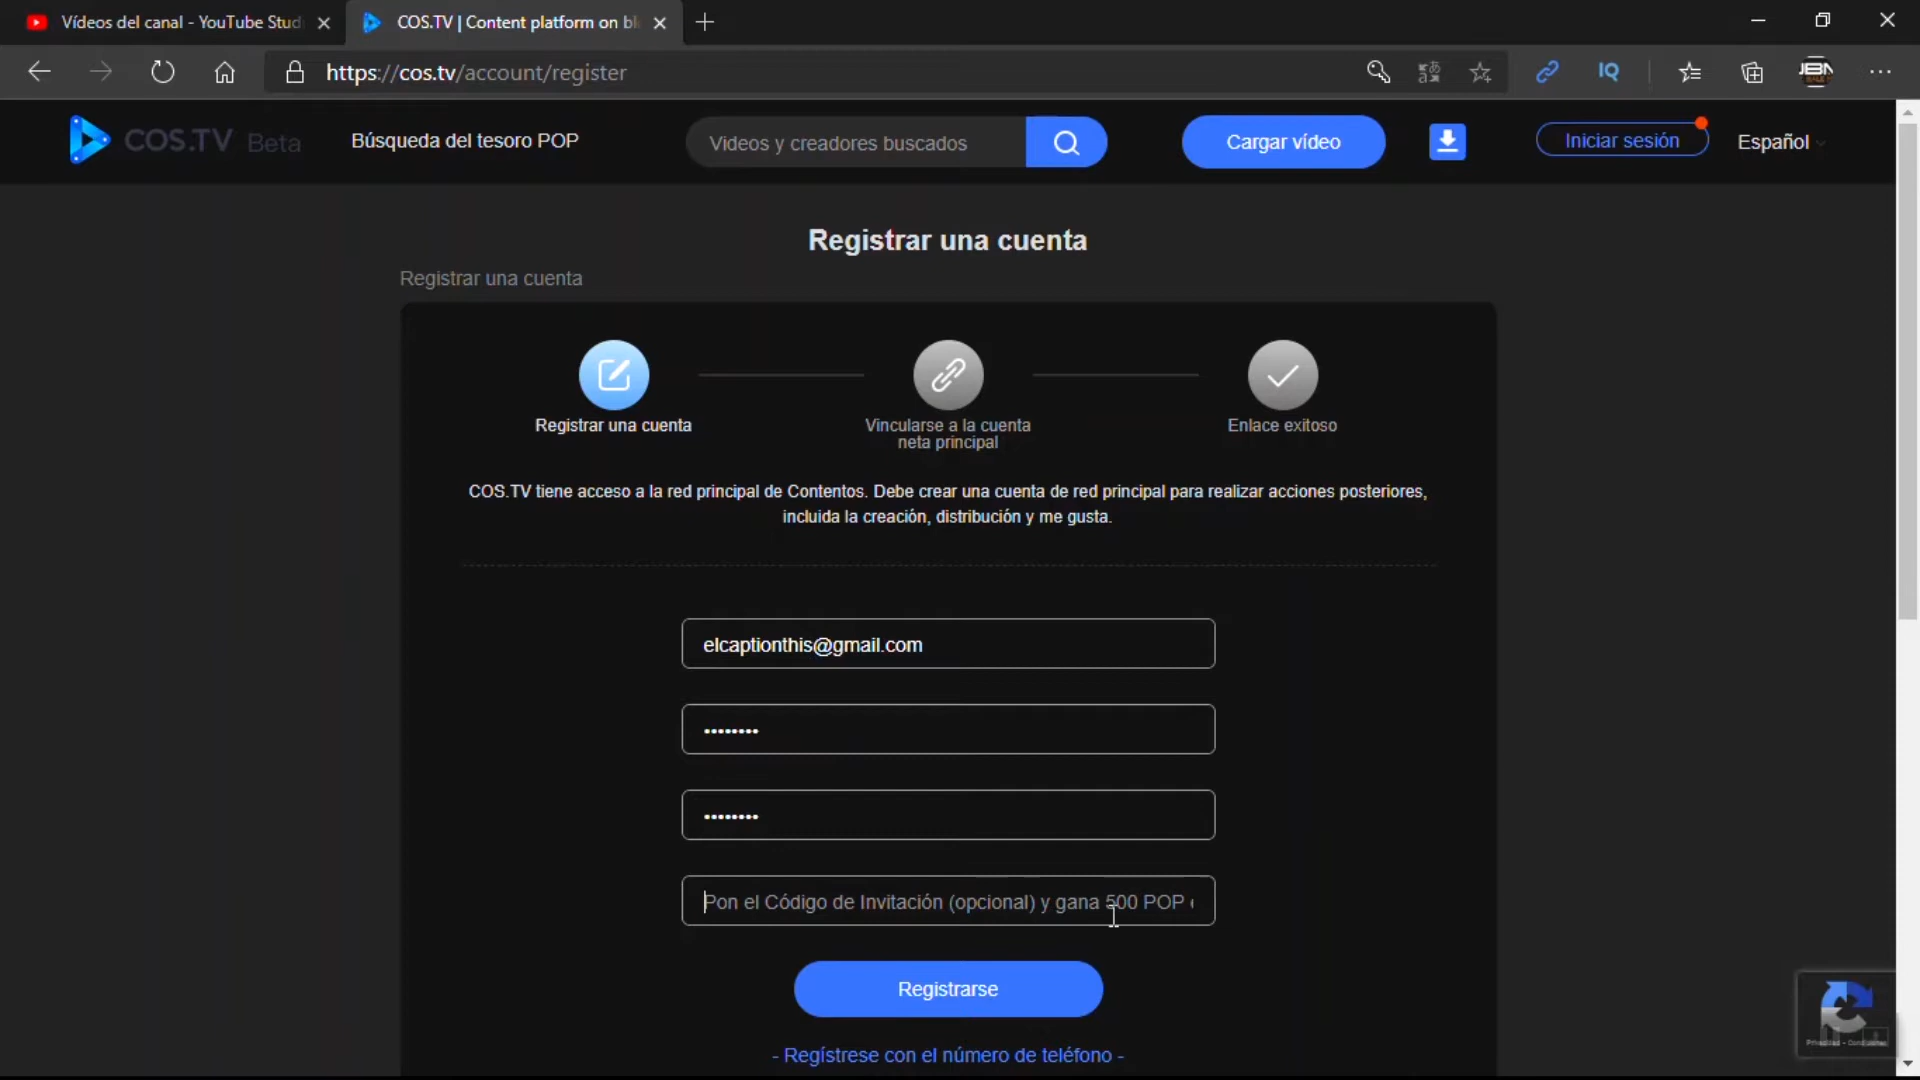 Vídeos del canal - YouTube Stud
COS.TV | Content platform on bl
https://cos.tv/account/register
IQ
COS.TV Beta
Búsqueda del tesoro POP
Videos y creadores buscados
Cargar vídeo
Iniciar sesión
Español
Registrar una cuenta
Registrar una cuenta
Registrar una cuenta
Vincularse a la cuenta
neta principal
Enlace exitoso
COS.TV tiene acceso a la red principal de Contentos. Debe crear una cuenta de red principal para realizar acciones posteriores,
incluida la creación, distribución y me gusta.
elcaptionthis@gmail.com
••••••••
••••••••
Pon el Código de Invitación (opcional) y gana 500 POP
Registrarse
- Regístrese con el número de teléfono -